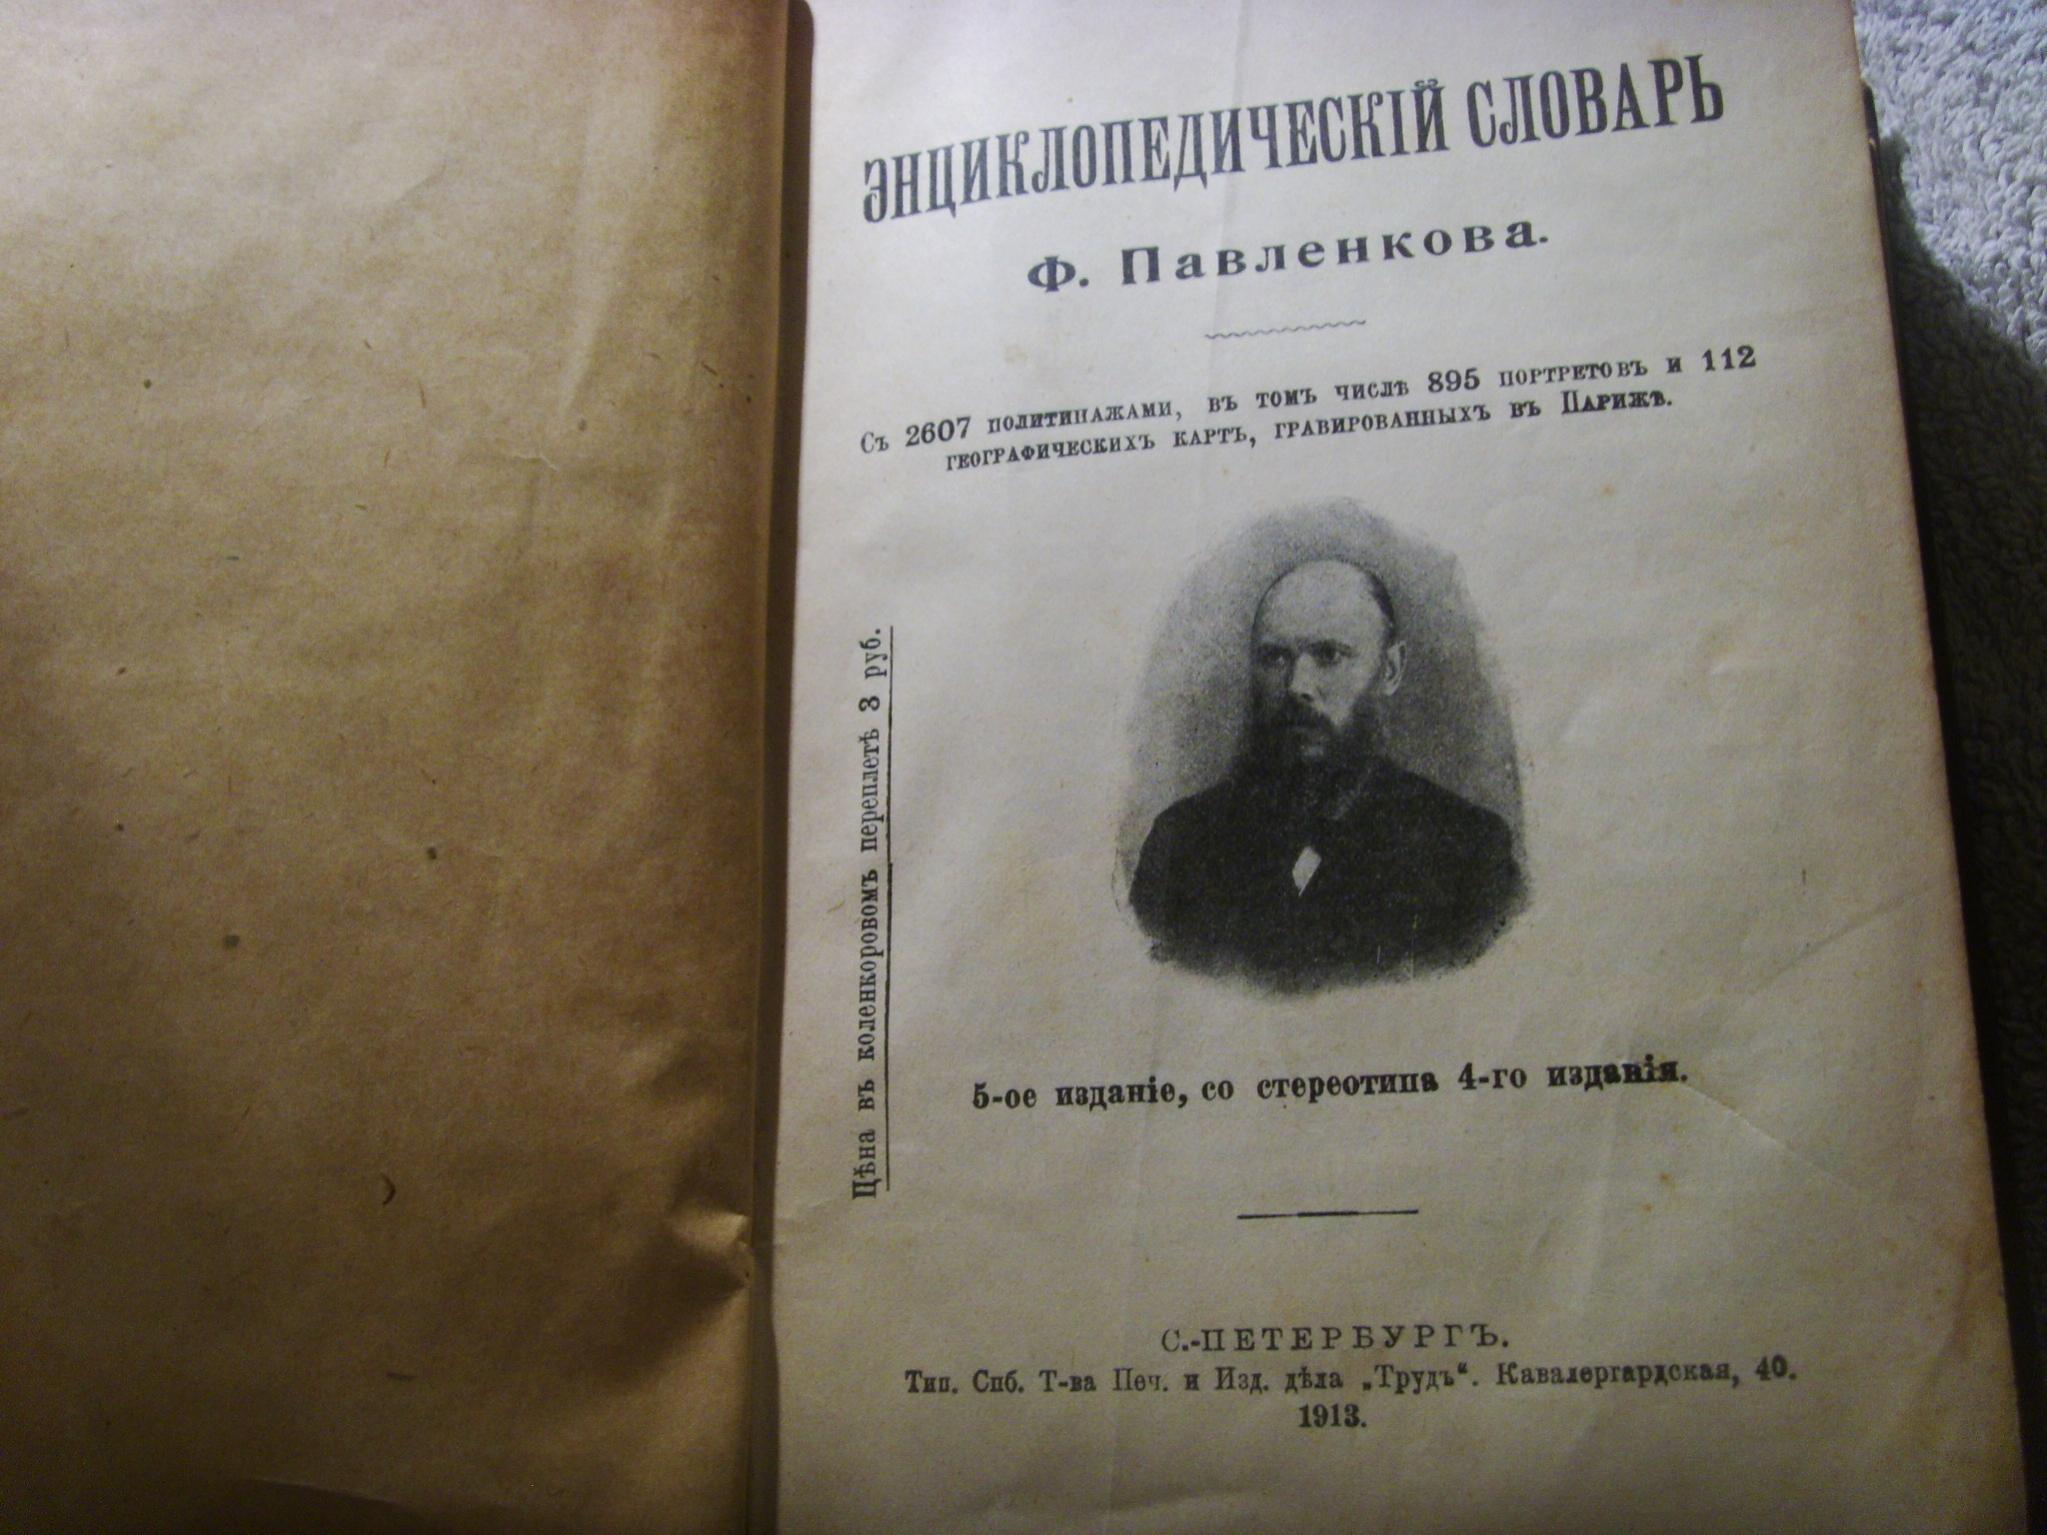 ЭНЦИКЛОПЕДИЧЕСКІЙ СЛОВАРЬ
Ф. Павленкова.
Съ 2607 политипажами, въ томъ числѣ 895 портретовъ и 112
географическихъ картъ, гравированныхъ въ Парижѣ.
Цѣна въ коленкоровомъ переплетѣ 3 руб.
5-ое изданіе, со стереотипа 4-го изданія.
С.-ПЕТЕРБУРГЪ.
Тип. Спб. Т-ва Печ. и Изд. дѣла „Трудъ“. Кавалергардская, 40.
1913.